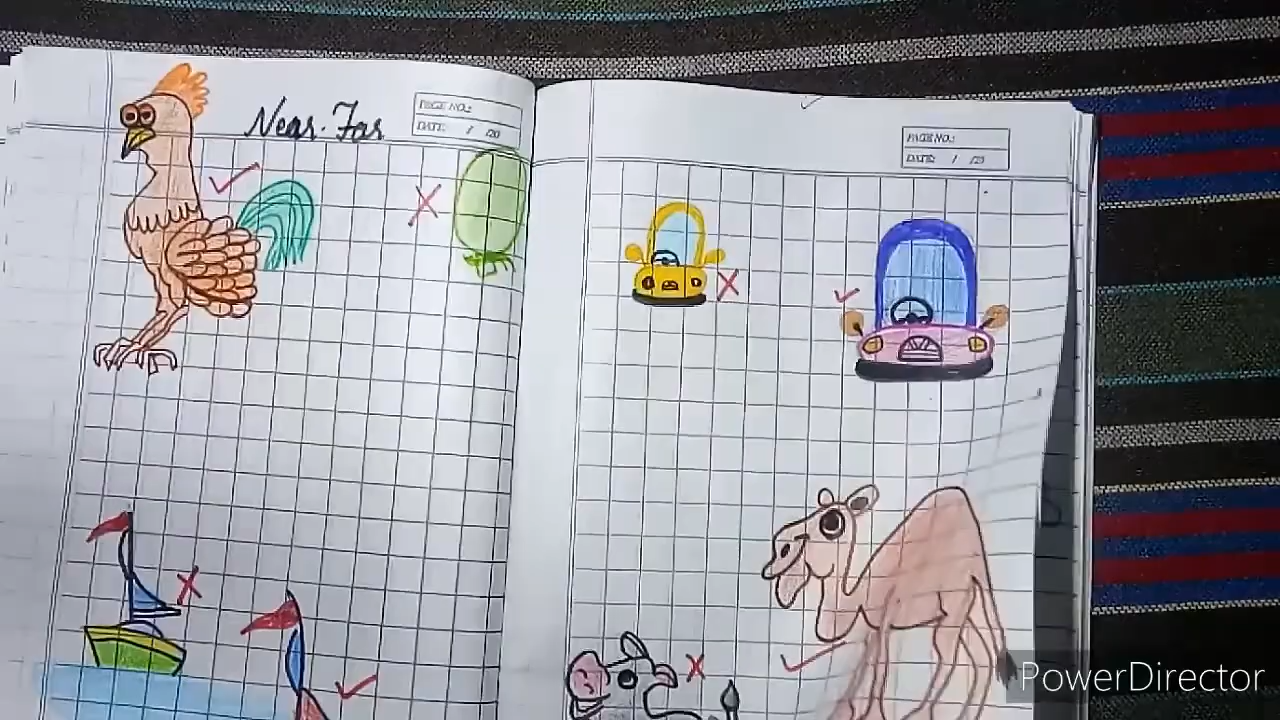 Near-Far
PAGE NO.:
DATE: / /20
PAGE NO.:
DATE: / /20
PowerDirector